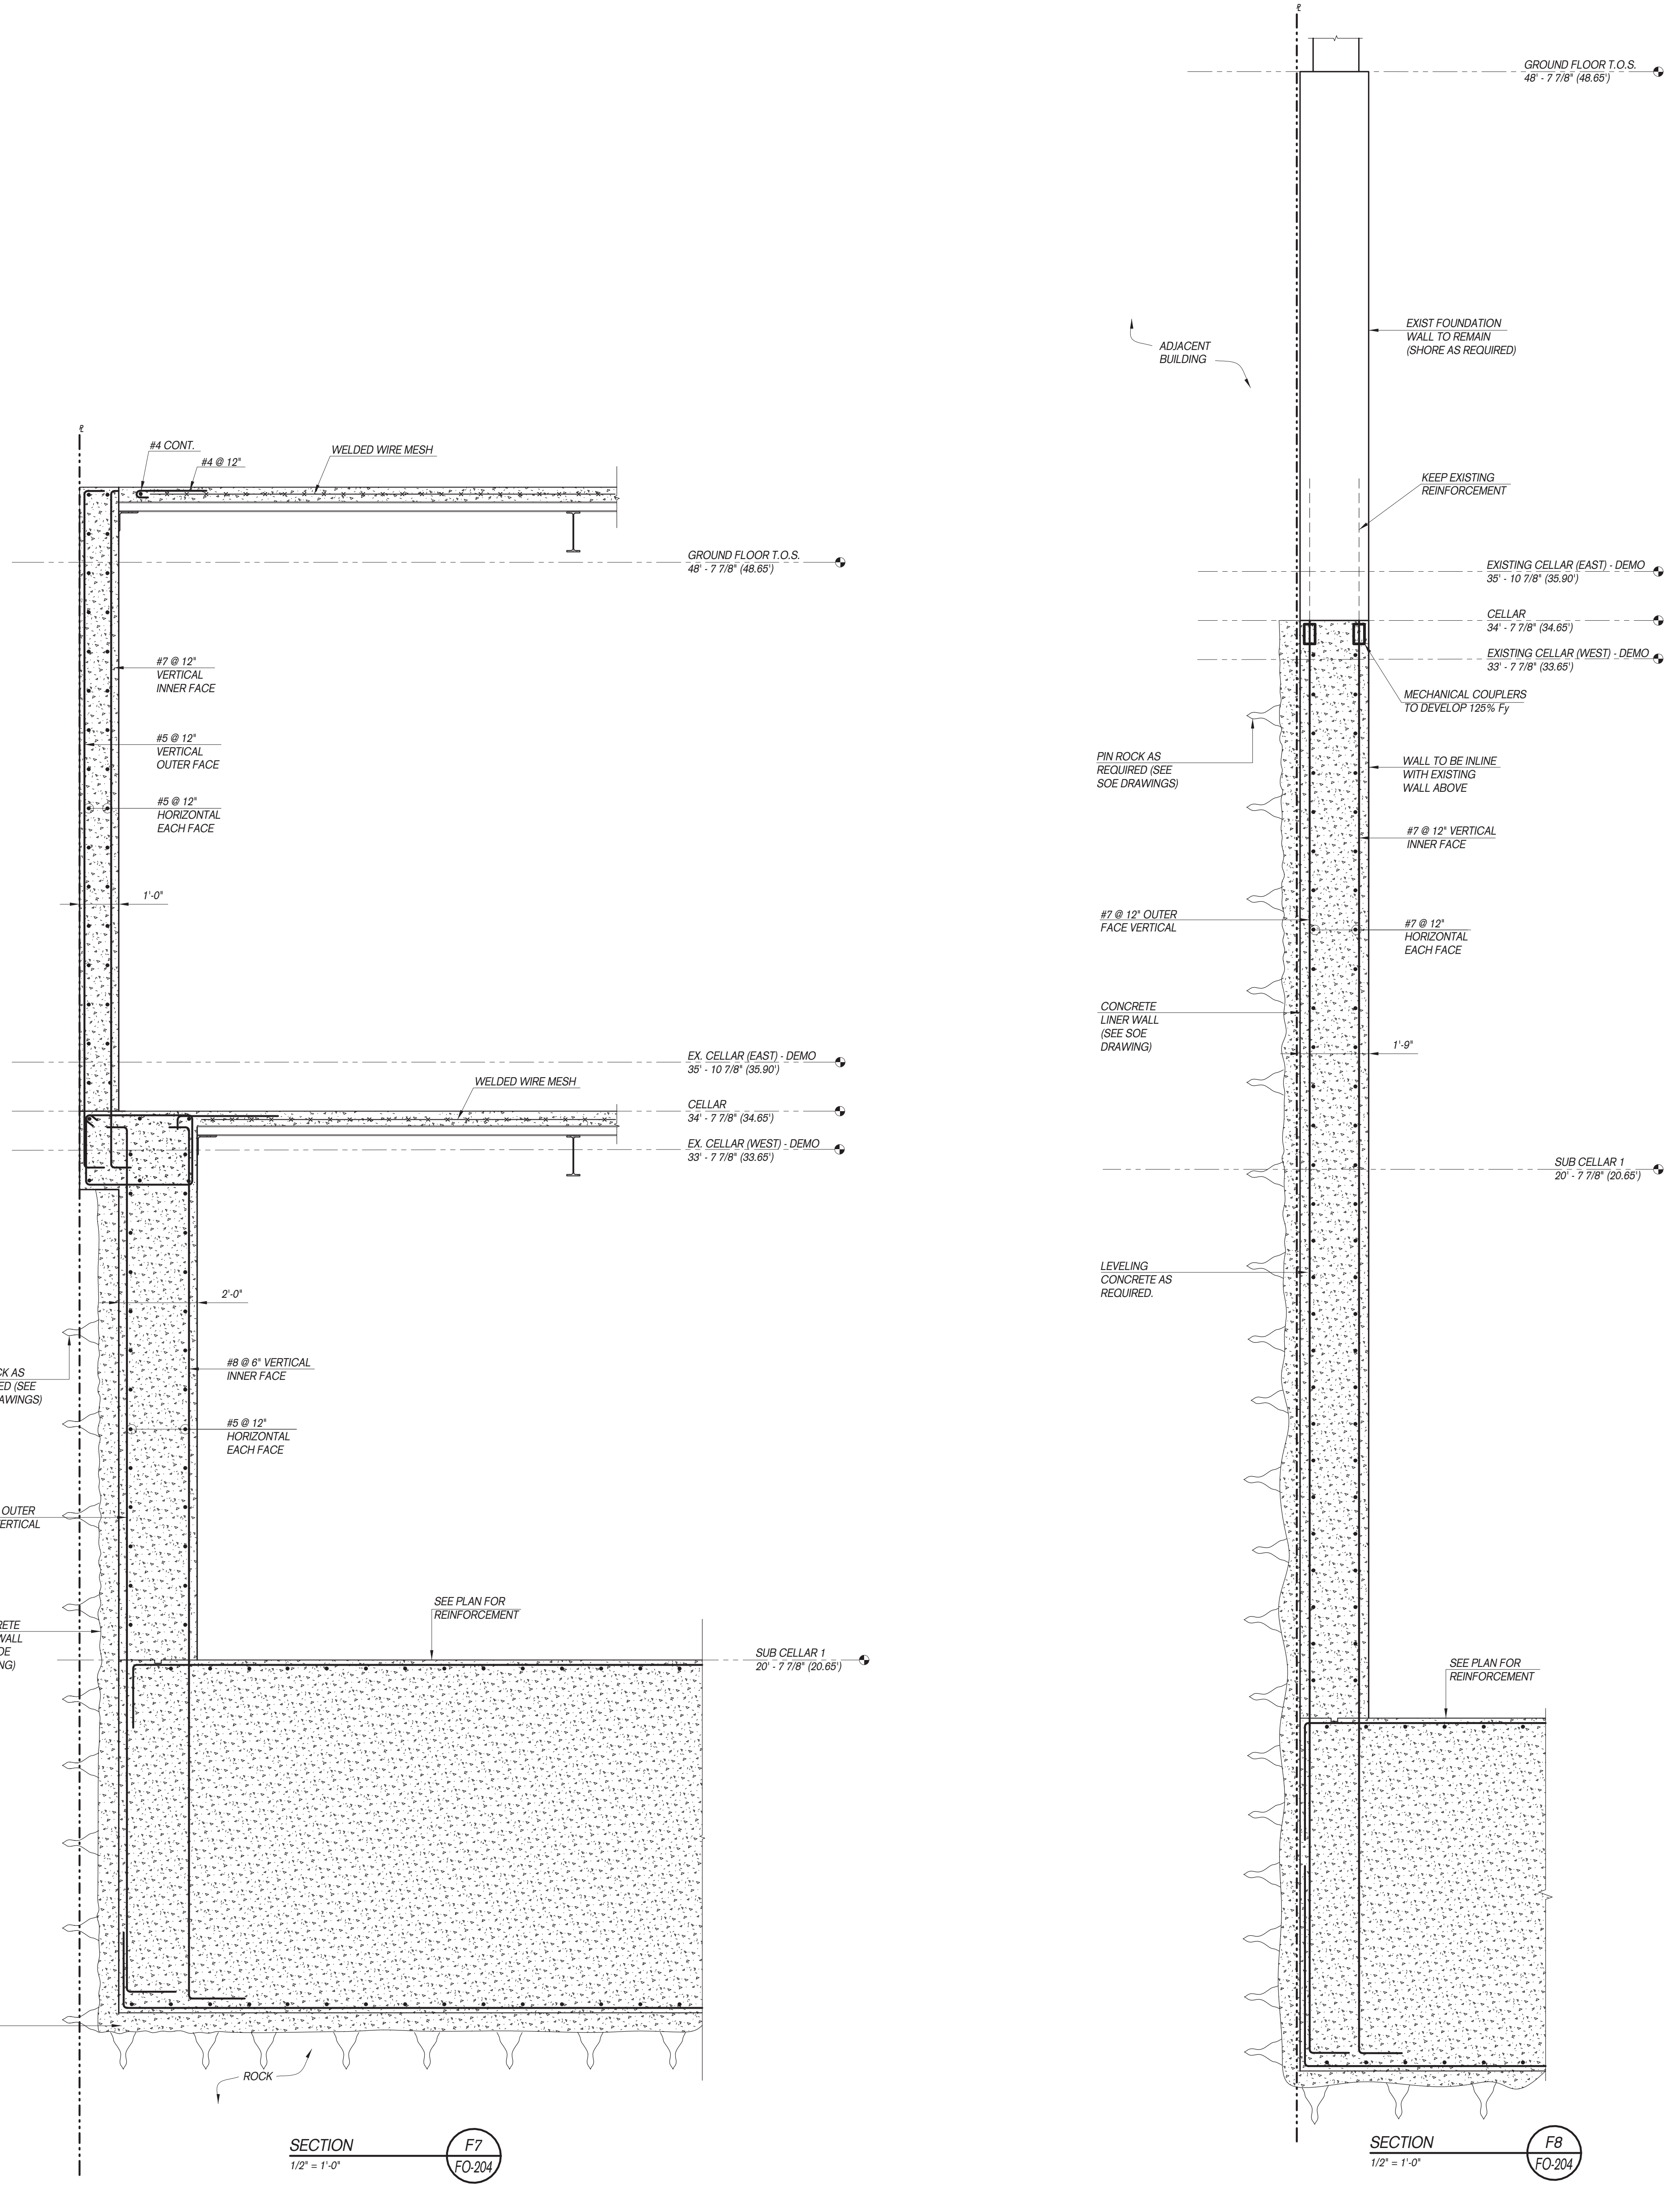 #4 CONT.
#4 @ 12"
WELDED WIRE MESH
GROUND FLOOR T.O.S.
48' - 7 7/8" (48.65')
#7 @ 12"
VERTICAL
INNER FACE
#5 @ 12"
VERTICAL
OUTER FACE
#5 @ 12"
HORIZONTAL
EACH FACE
1'-0"
EX. CELLAR (EAST) - DEMO
35' - 10 7/8" (35.90')
WELDED WIRE MESH
CELLAR
34' - 7 7/8" (34.65')
EX. CELLAR (WEST) - DEMO
33' - 7 7/8" (33.65')
2'-0"
CK AS
ED (SEE
AWINGS)
#8 @ 6" VERTICAL
INNER FACE
#5 @ 12"
HORIZONTAL
EACH FACE
OUTER
ERTICAL
RETE
WALL
OE
NG)
SEE PLAN FOR
REINFORCEMENT
SUB CELLAR 1
20' - 7 7/8" (20.65')
ROCK
SECTION
1/2" = 1'-0"
F7
FO-204
GROUND FLOOR T.O.S.
48' - 7 7/8" (48.65')
ADJACENT
BUILDING
EXIST FOUNDATION
WALL TO REMAIN
(SHORE AS REQUIRED)
KEEP EXISTING
REINFORCEMENT
EXISTING CELLAR (EAST) - DEMO
35' - 10 7/8" (35.90')
CELLAR
34' - 7 7/8" (34.65')
EXISTING CELLAR (WEST) - DEMO
33' - 7 7/8" (33.65')
MECHANICAL COUPLERS
TO DEVELOP 125% Fy
PIN ROCK AS
REQUIRED (SEE
SOE DRAWINGS)
WALL TO BE INLINE
WITH EXISTING
WALL ABOVE
#7 @ 12" VERTICAL
INNER FACE
#7 @ 12" OUTER
FACE VERTICAL
#7 @ 12"
HORIZONTAL
EACH FACE
CONCRETE
LINER WALL
(SEE SOE
DRAWING)
1'-9"
SUB CELLAR 1
20' - 7 7/8" (20.65')
LEVELING
CONCRETE AS
REQUIRED.
SEE PLAN FOR
REINFORCEMENT
SECTION
1/2" = 1'-0"
F8
FO-204